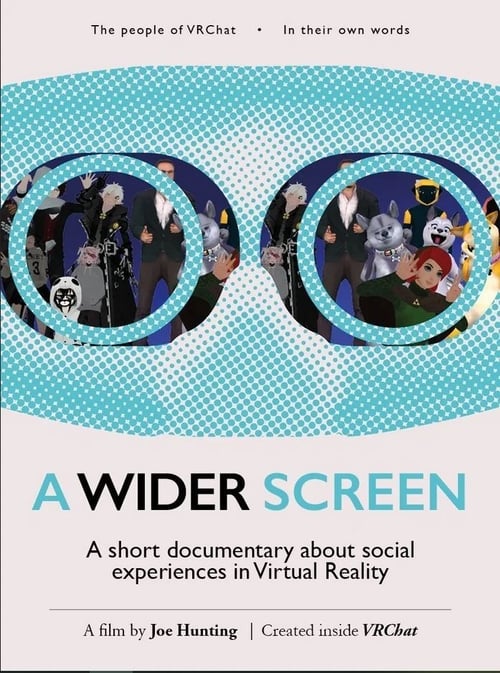 The people of VRChat • In their own words
A WIDER SCREEN
A short documentary about social
experiences in Virtual Reality
A film by Joe Hunting | Created inside VRChat